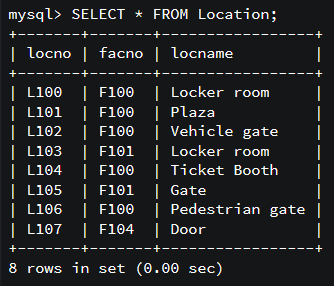 mysql> SELECT * FROM Location;
+-------+-------+-----------------+
| locno | facno | locname         |
+-------+-------+-----------------+
| L100  | F100  | Locker room     |
| L101  | F100  | Plaza           |
| L102  | F100  | Vehicle gate    |
| L103  | F101  | Locker room     |
| L104  | F100  | Ticket Booth    |
| L105  | F101  | Gate            |
| L106  | F100  | Pedestrian gate |
| L107  | F104  | Door            |
+-------+-------+-----------------+
8 rows in set (0.00 sec)